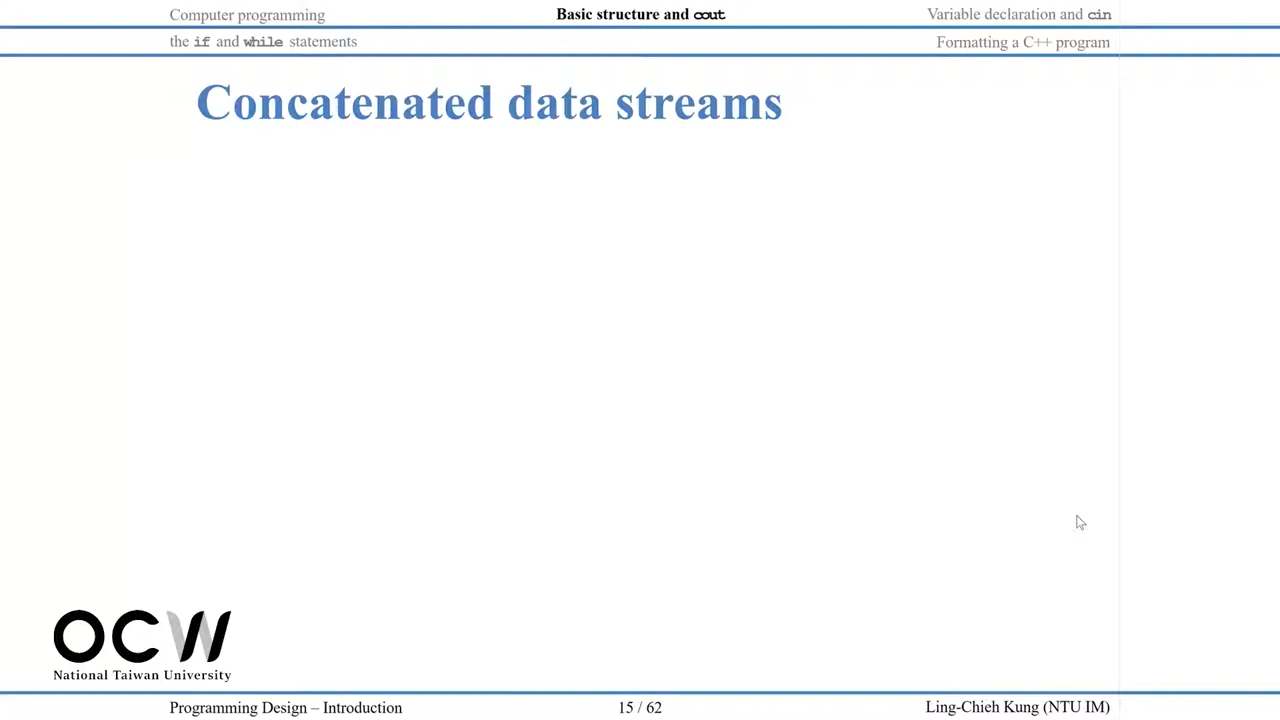 Computer programming
Basic structure and cout
Variable declaration and cin
the if and while statements
Formatting a C++ program
Concatenated data streams
OCW
National Taiwan University
Programming Design – Introduction
15 / 62
Ling-Chieh Kung (NTU IM)